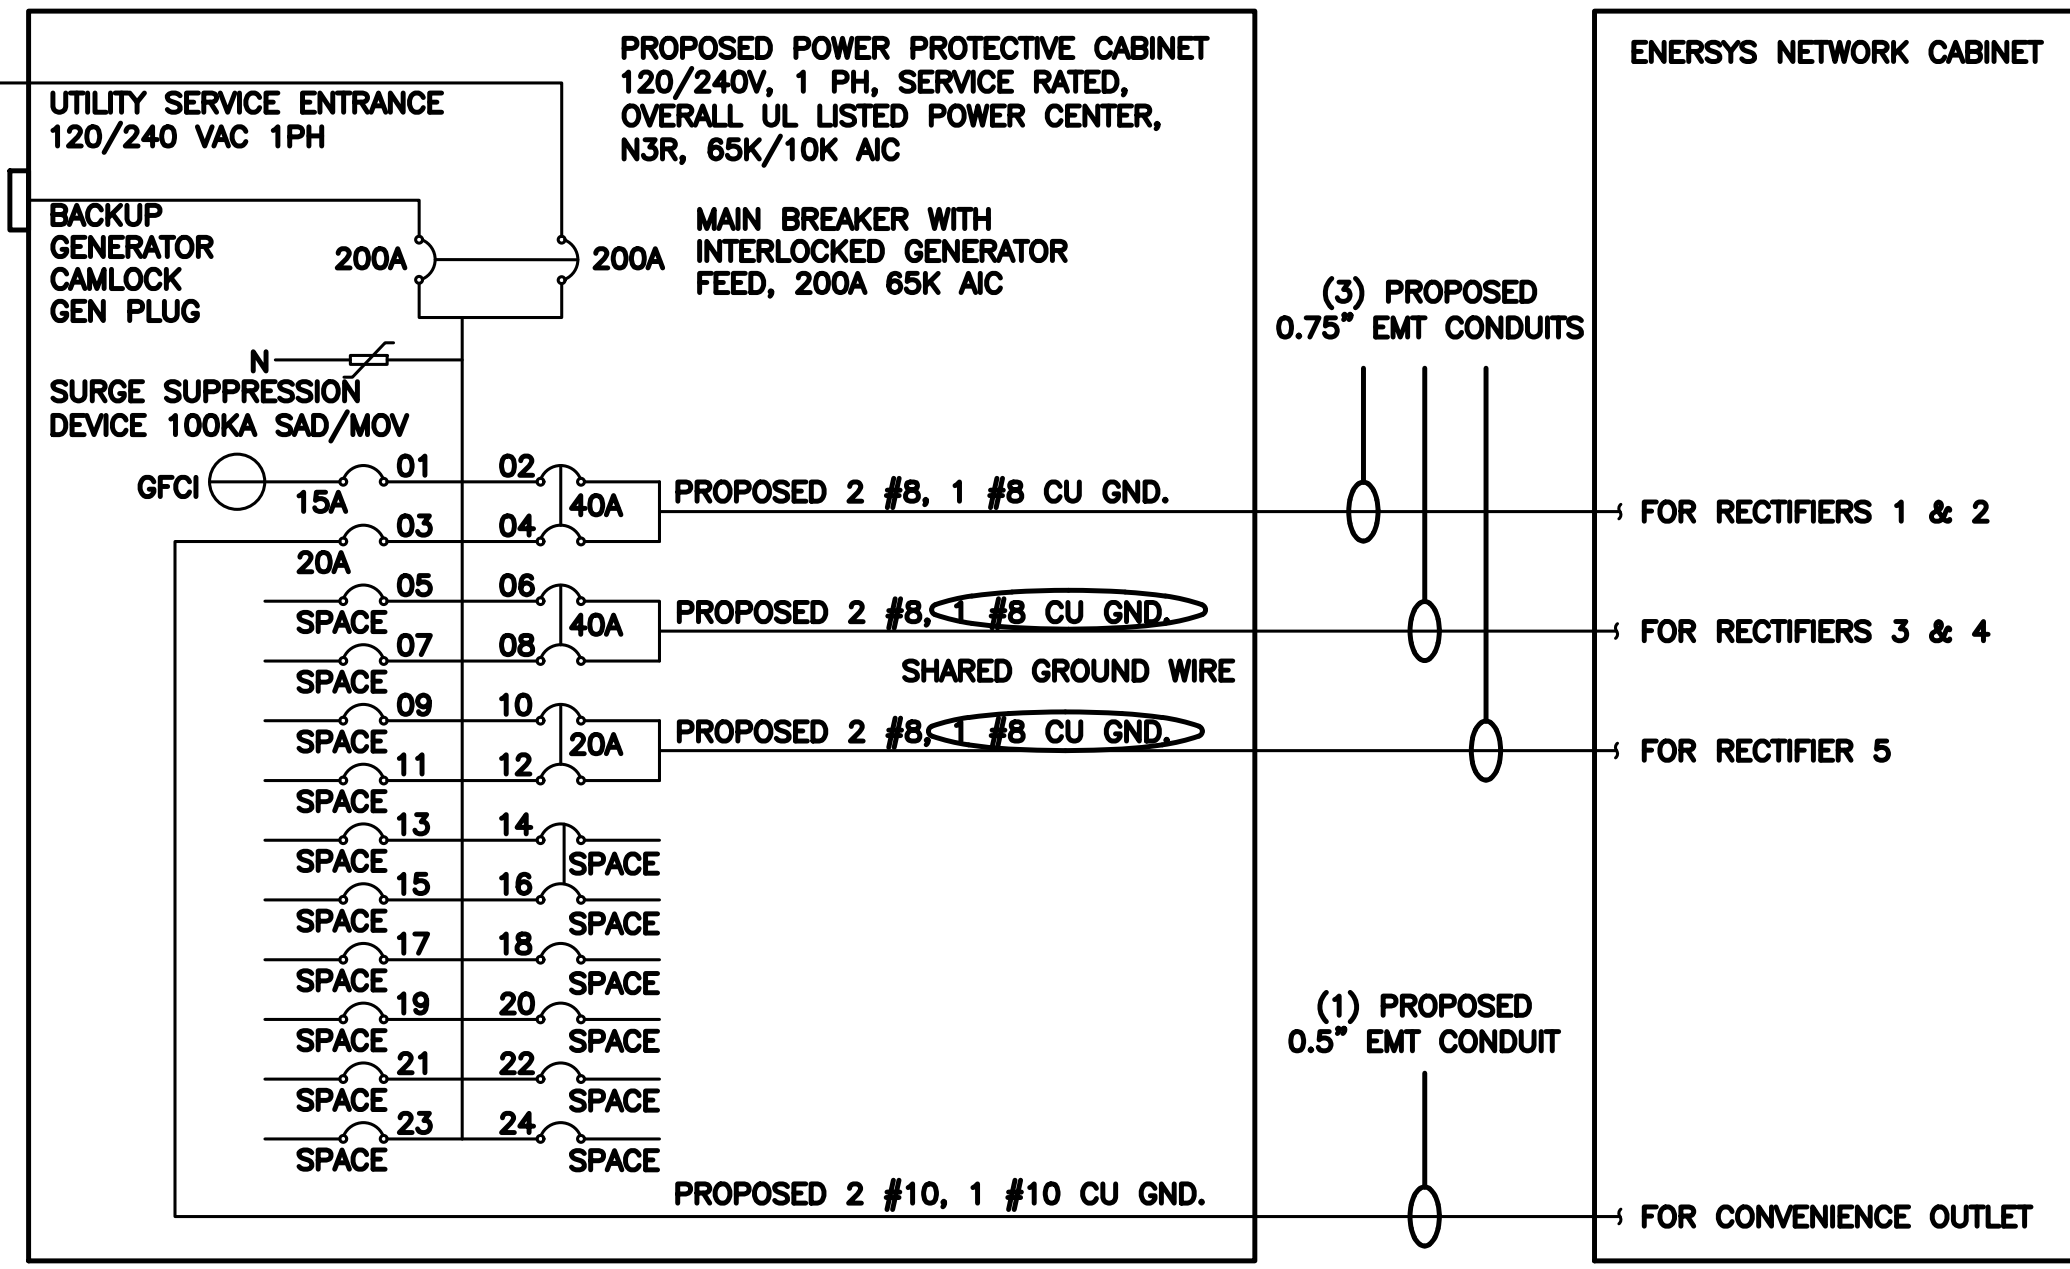 PROPOSED POWER PROTECTIVE CABINET
120/240V, 1 PH, SERVICE RATED,
OVERALL UL LISTED POWER CENTER,
N3R, 65K/10K AIC
ENERSYS NETWORK CABINET
UTILITY SERVICE ENTRANCE
120/240 VAC 1PH
BACKUP
GENERATOR
CAMLOCK
GEN PLUG
200A
200A
MAIN BREAKER WITH
INTERLOCKED GENERATOR
FEED, 200A 65K AIC
(3) PROPOSED
0.75” EMT CONDUITS
N
SURGE SUPPRESSION
DEVICE 100KA SAD/MOV
GFCI
01
02
15A
40A
PROPOSED 2 #8, 1 #8 CU GND.
FOR RECTIFIERS 1 & 2
03
04
20A
05
06
SPACE
40A
PROPOSED 2 #8, 1 #8 CU GND.
FOR RECTIFIERS 3 & 4
07
08
SPACE
SHARED GROUND WIRE
09
10
SPACE
20A
PROPOSED 2 #8, 1 #8 CU GND.
FOR RECTIFIER 5
11
12
SPACE
13
14
SPACE
SPACE
15
16
SPACE
SPACE
17
18
SPACE
SPACE
19
20
SPACE
SPACE
21
22
SPACE
SPACE
23
24
SPACE
SPACE
(1) PROPOSED
0.5” EMT CONDUIT
PROPOSED 2 #10, 1 #10 CU GND.
FOR CONVENIENCE OUTLET